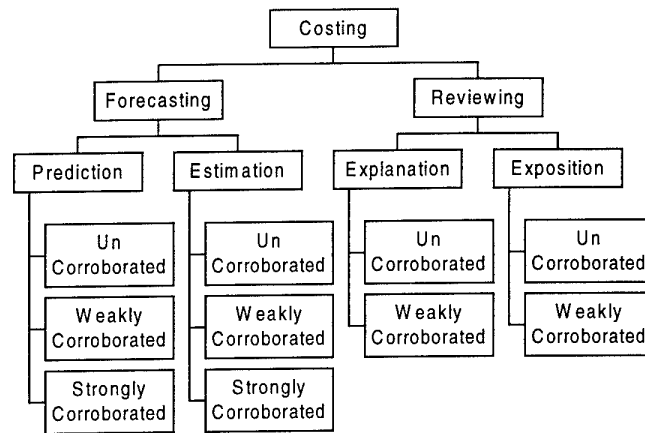 Costing
Forecasting
Reviewing
Prediction
Estimation
Explanation
Exposition
Un
Corroborated
Weakly
Corroborated
Strongly
Corroborated
Un
Corroborated
Weakly
Corroborated
Strongly
Corroborated
Un
Corroborated
Weakly
Corroborated
Un
Corroborated
Weakly
Corroborated